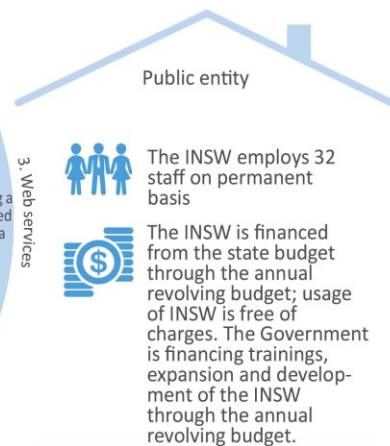 Public entity
3. Web services
g a
ed
a
The INSW employs 32
staff on permanent
basis
The INSW is financed
from the state budget
through the annual
revolving budget; usage
of INSW is free of
charges. The Government
is financing trainings,
expansion and develop-
ment of the INSW
through the annual
revolving budget.
$